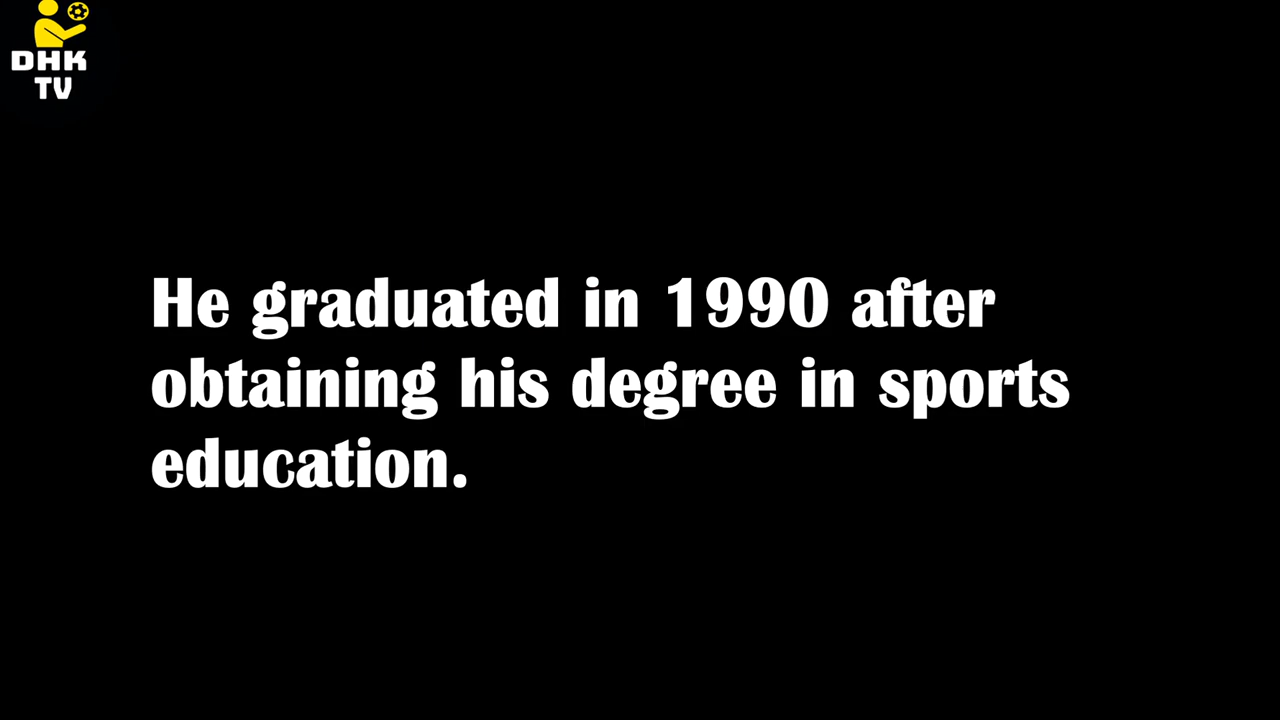 DHK
TV
He graduated in 1990 after
obtaining his degree in sports
education.